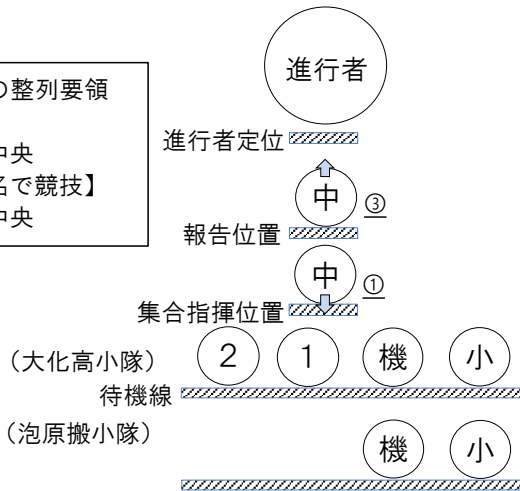 の整列要領
中央
名で競技】
中央
進行者
進行者定位
中 ③
報告位置
中 ①
集合指揮位置
(大化高小隊) 2 1 機 小
待機線
(泡原搬小隊) 機 小